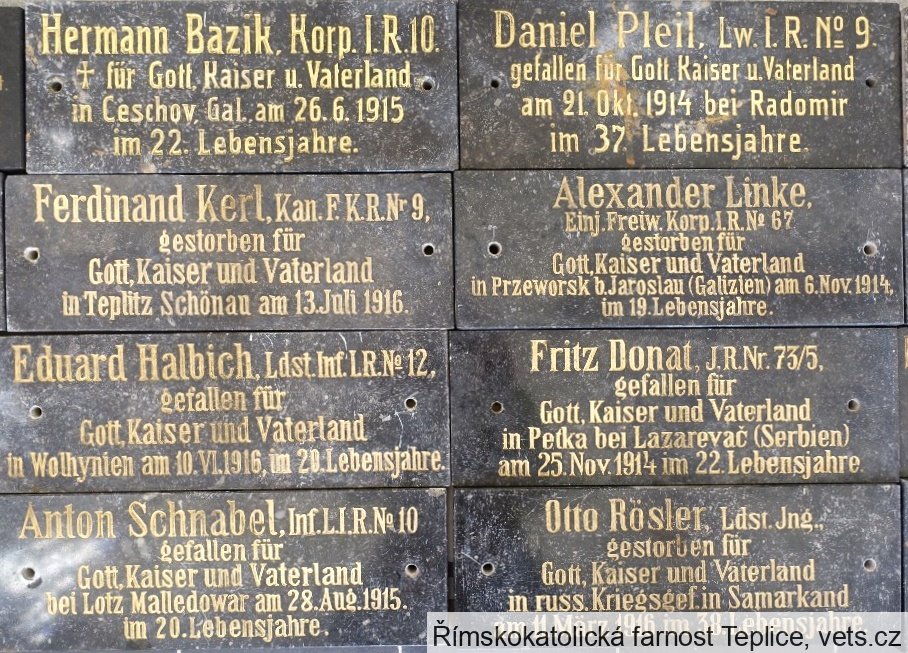 Hermann Bazik, Korp. I.R.10.
† für Gott, Kaiser u. Vaterland
in Ceschov, Gal. am 26.6.1915
im 22. Lebensjahre.
Daniel Pleil, Lw. I. R. № 9.
gefallen für Gott, Kaiser u. Vaterland
am 21. Okt. 1914 bei Radomir
im 37. Lebensjahre.
Ferdinand Kerl, Kan. F. K.R. Nr 9,
gestorben für
Gott, Kaiser und Vaterland
in Teplitz Schönau am 13. Juli 1916.
Alexander Linke,
Einj. Freiw. Korp. I.R. № 67
gestorben für
Gott, Kaiser und Vaterland
in Przeworsk b. Jaroslau (Galizien) am 6. Nov. 1914,
im 19. Lebensjahre.
Eduard Halbich, Ldst. Inf. I.R. № 12,
gefallen für
Gott, Kaiser und Vaterland
in Wolhynien am 10. VI. 1916, im 20. Lebensjahre.
Fritz Donat, J.R. Nr. 73/5,
gefallen für
Gott, Kaiser und Vaterland
in Petka bei Lazarevač (Serbien)
am 25. Nov. 1914 im 22. Lebensjahre.
Anton Schnabel, Inf. L.I.R. № 10
gefallen für
Gott, Kaiser und Vaterland
bei Lotz Malledowar am 28. Aug. 1915.
im 20. Lebensjahre.
Otto Rösler, Ldst. Jng.,
gestorben für
Gott, Kaiser und Vaterland
in russ. Kriegsgef. in Samarkand
am 11. März 1916 im 38. Lebensjahre.
Římskokatolická farnost Teplice, vets.cz